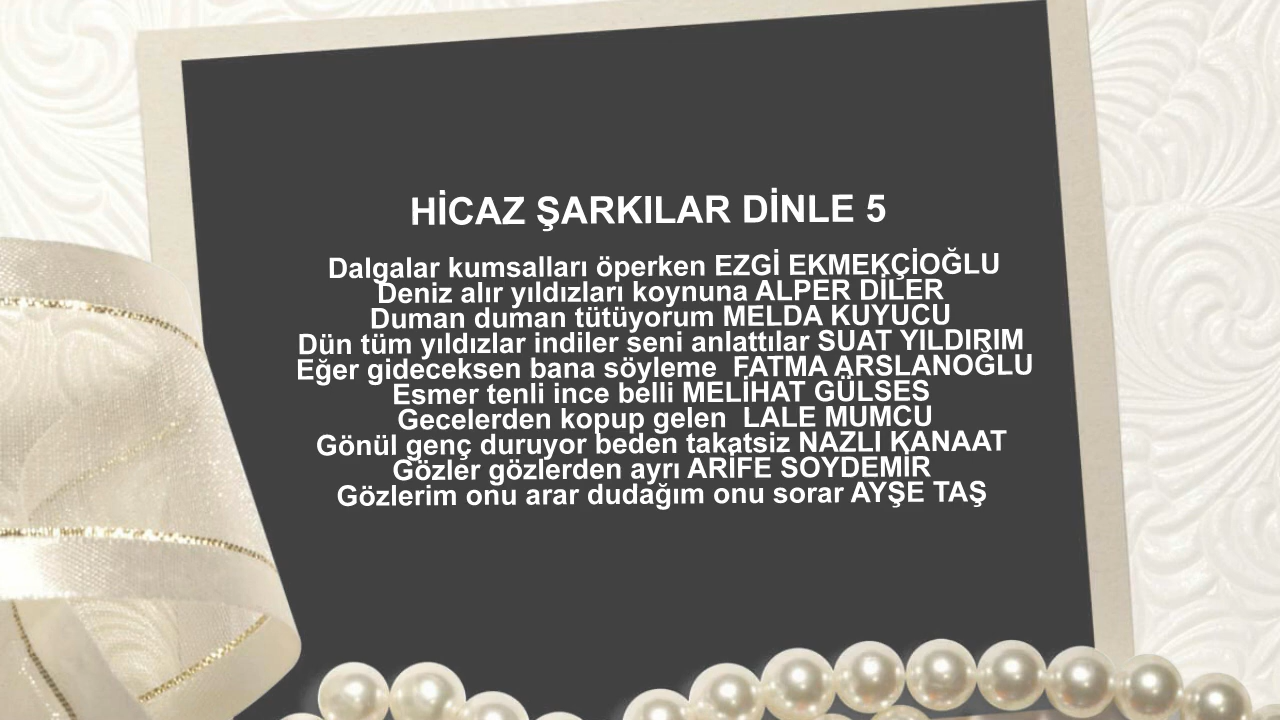 HİCAZ ŞARKILAR DİNLE 5
Dalgalar kumsalları öperken EZGİ EKMEKÇİOĞLU
Deniz alır yıldızları koynuna ALPER DİLER
Duman duman tütüyorum MELDA KUYUCU
Dün tüm yıldızlar indiler seni anlattılar SUAT YILDIRIM
Eğer gideceksen bana söyleme  FATMA ARSLANOĞLU
Esmer tenli ince belli MELİHAT GÜLSES
Gecelerden kopup gelen  LALE MUMCU
Gönül genç duruyor beden takatsiz NAZLI KANAAT
Gözler gözlerden ayrı ARİFE SOYDEMİR
Gözlerim onu arar dudağım onu sorar AYŞE TAŞ